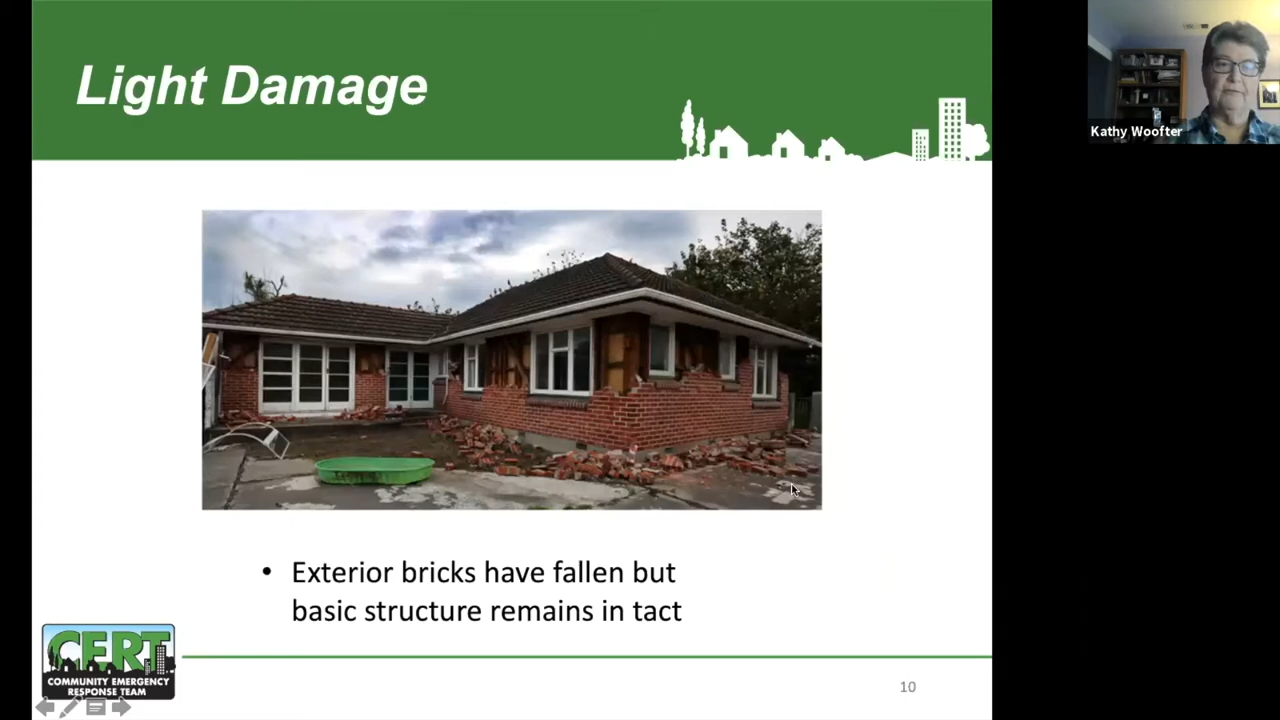 Light Damage
Kathy Woofter
• Exterior bricks have fallen but
basic structure remains in tact
CERT
COMMUNITY EMERGENCY
RESPONSE TEAM
10